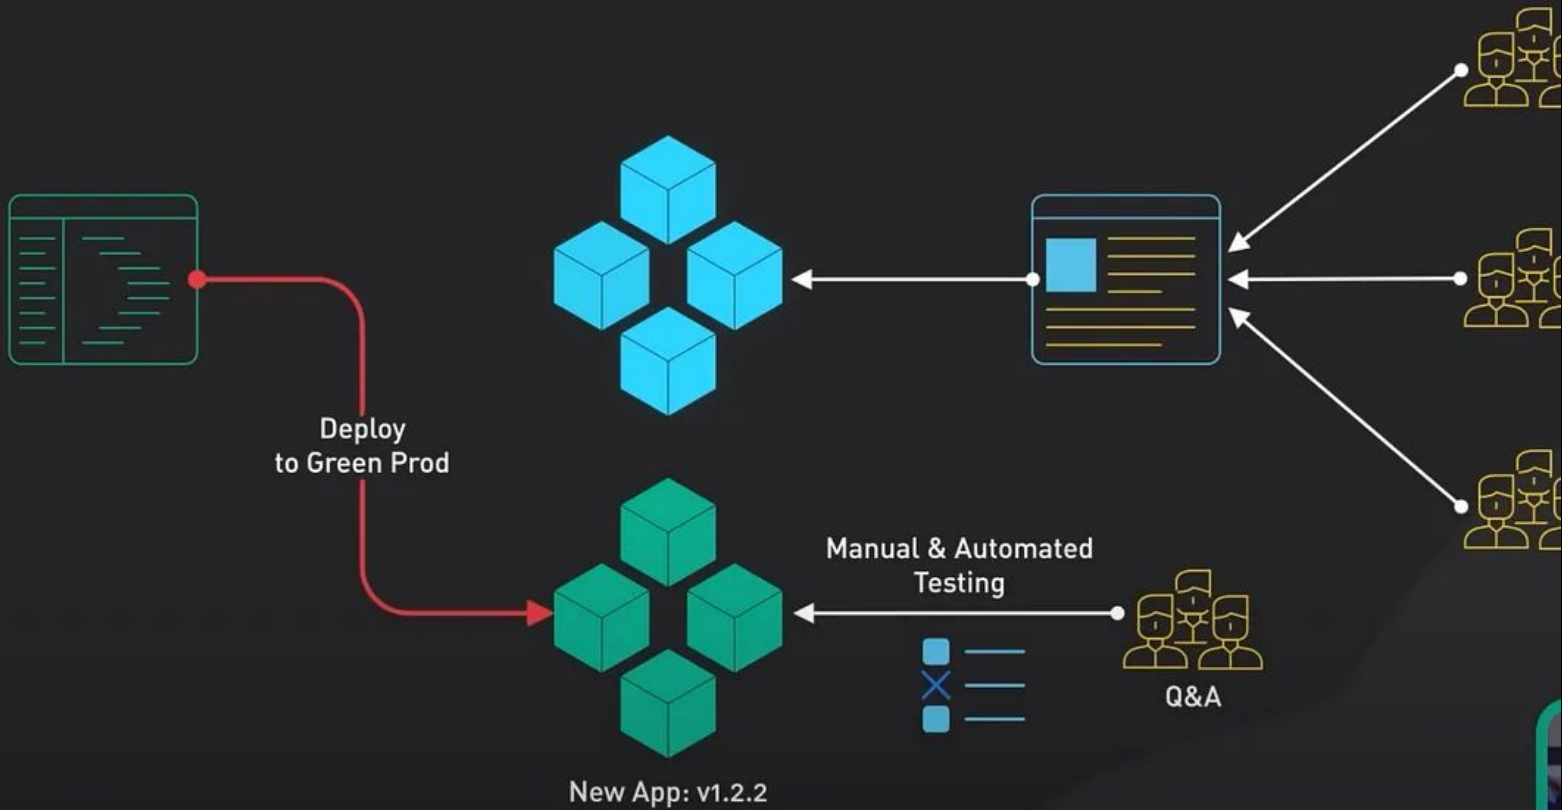 Deploy
to Green Prod
Manual & Automated
Testing
Q&A
New App: v1.2.2